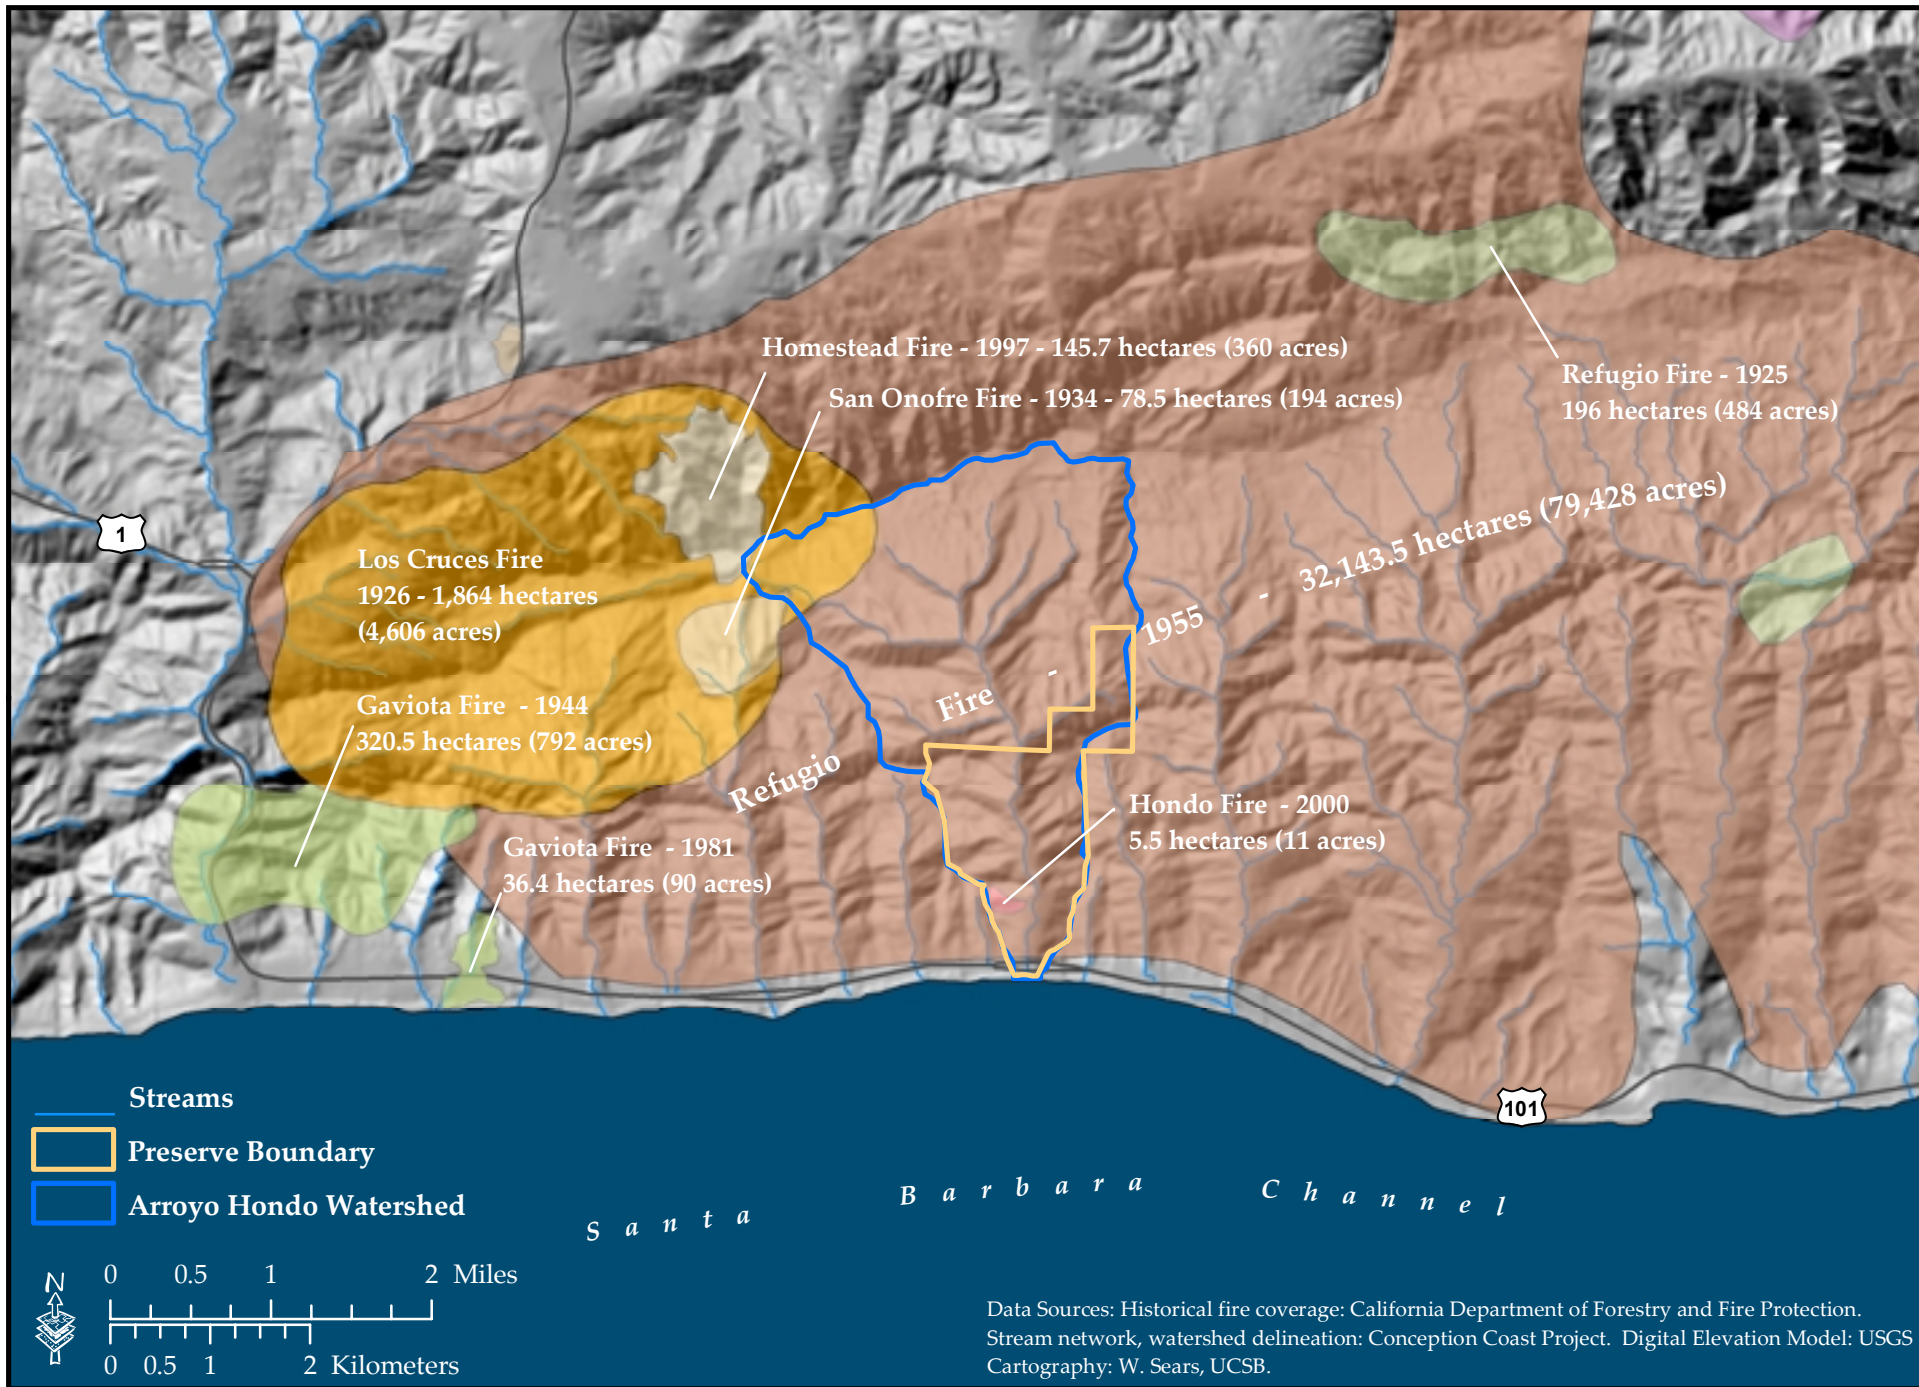 Homestead Fire - 1997 - 145.7 hectares (360 acres)
San Onofre Fire - 1934 - 78.5 hectares (194 acres)
Refugio Fire - 1925
196 hectares (484 acres)
1
Los Cruces Fire
1926 - 1,864 hectares
(4,606 acres)
Refugio Fire - 1955 - 32,143.5 hectares (79,428 acres)
Gaviota Fire - 1944
320.5 hectares (792 acres)
Hondo Fire - 2000
5.5 hectares (11 acres)
Gaviota Fire - 1981
36.4 hectares (90 acres)
101
Streams
Preserve Boundary
Arroyo Hondo Watershed
Santa Barbara Channel
N
0 0.5 1 2 Miles
0 0.5 1 2 Kilometers
Data Sources: Historical fire coverage: California Department of Forestry and Fire Protection.
Stream network, watershed delineation: Conception Coast Project. Digital Elevation Model: USGS
Cartography: W. Sears, UCSB.